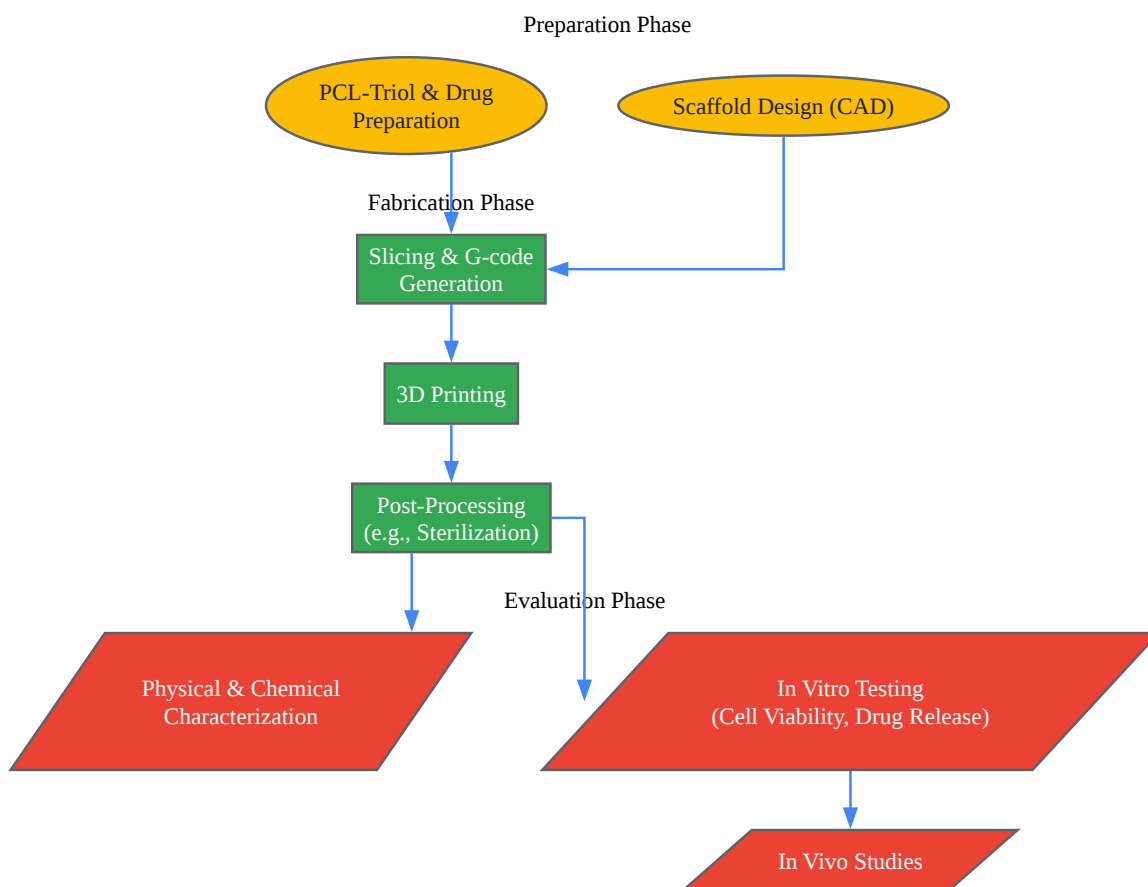 Preparation Phase
PCL-Triol & Drug
Preparation
Scaffold Design (CAD)
Fabrication Phase
Slicing & G-code
Generation
3D Printing
Post-Processing
(e.g., Sterilization)
Evaluation Phase
Physical & Chemical
Characterization
In Vitro Testing
(Cell Viability, Drug Release)
In Vivo Studies